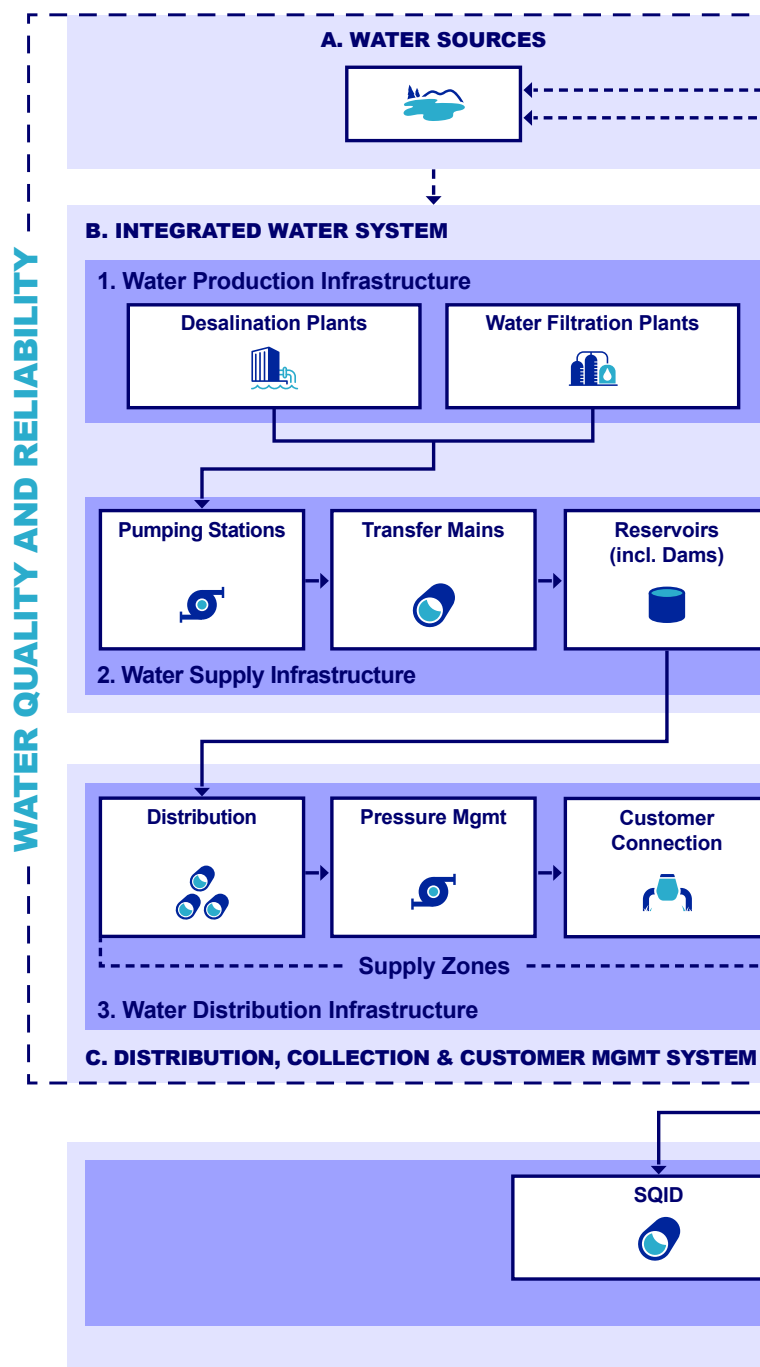 A. WATER SOURCES
WATER QUALITY AND RELIABILITY
B. INTEGRATED WATER SYSTEM
1. Water Production Infrastructure
Desalination Plants
Water Filtration Plants
Pumping Stations
Transfer Mains
Reservoirs
(incl. Dams)
2. Water Supply Infrastructure
Distribution
Pressure Mgmt
Customer
Connection
Supply Zones
3. Water Distribution Infrastructure
C. DISTRIBUTION, COLLECTION & CUSTOMER MGMT SYSTEM
SQID